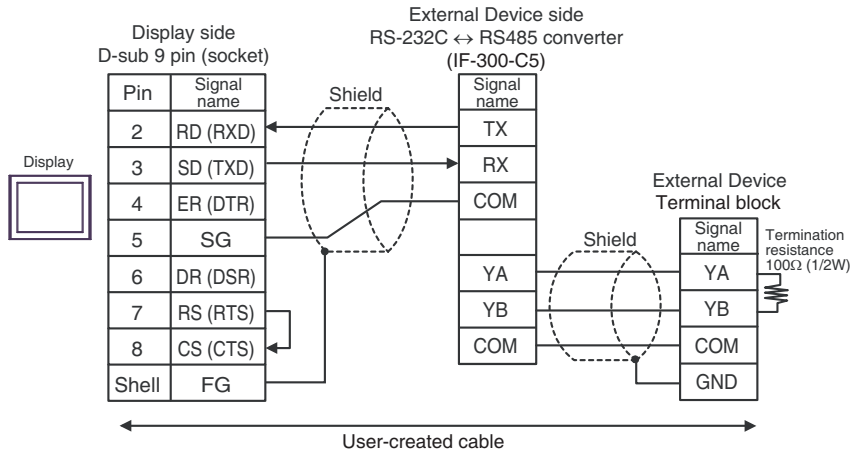 Display side
D-sub 9 pin (socket)
External Device side
RS-232C ↔ RS485 converter
(IF-300-C5)
Display
Pin
Signal
name
2
RD (RXD)
3
SD (TXD)
4
ER (DTR)
5
SG
6
DR (DSR)
7
RS (RTS)
8
CS (CTS)
Shell
FG
Shield
Signal
name
TX
RX
COM
YA
YB
COM
Shield
External Device
Terminal block
Signal
name
YA
YB
COM
GND
Termination
resistance
100Ω (1/2W)
User-created cable